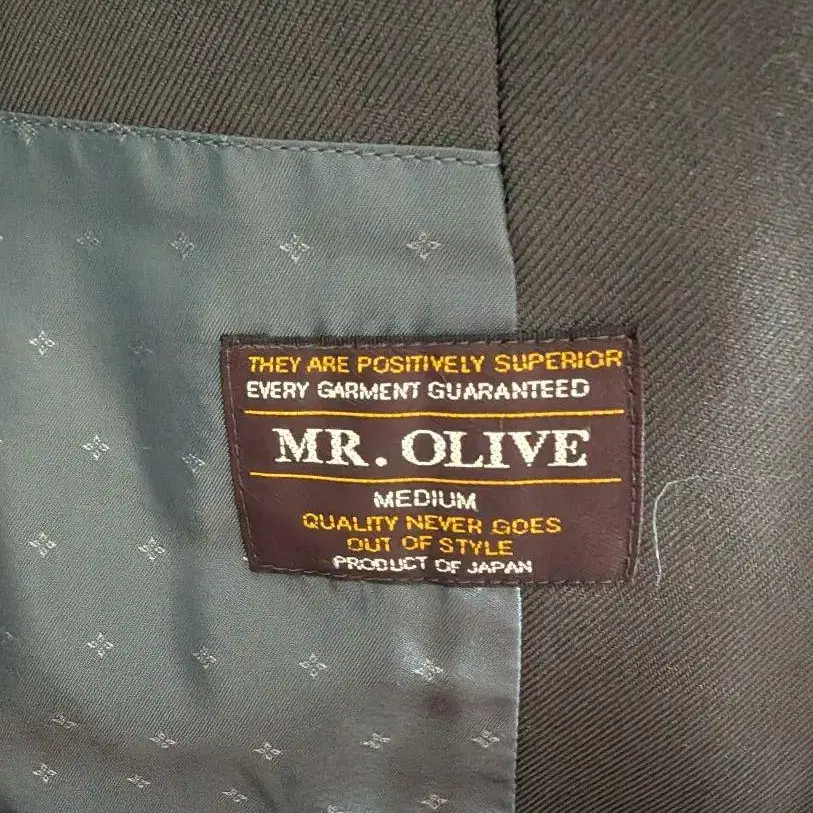 THEY ARE POSITIVELY SUPERIOR
EVERY GARMENT GUARANTEED
MR. OLIVE
MEDIUM
QUALITY NEVER GOES
OUT OF STYLE
PRODUCT OF JAPAN